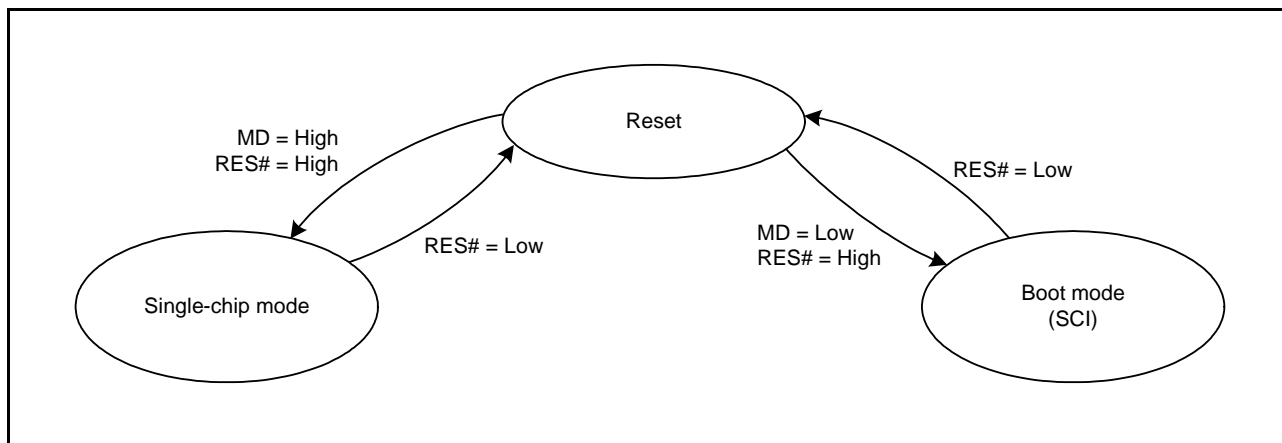 Reset
MD = High
RES# = High
RES# = Low
RES# = Low
MD = Low
RES# = High
Single-chip mode
Boot mode
(SCI)